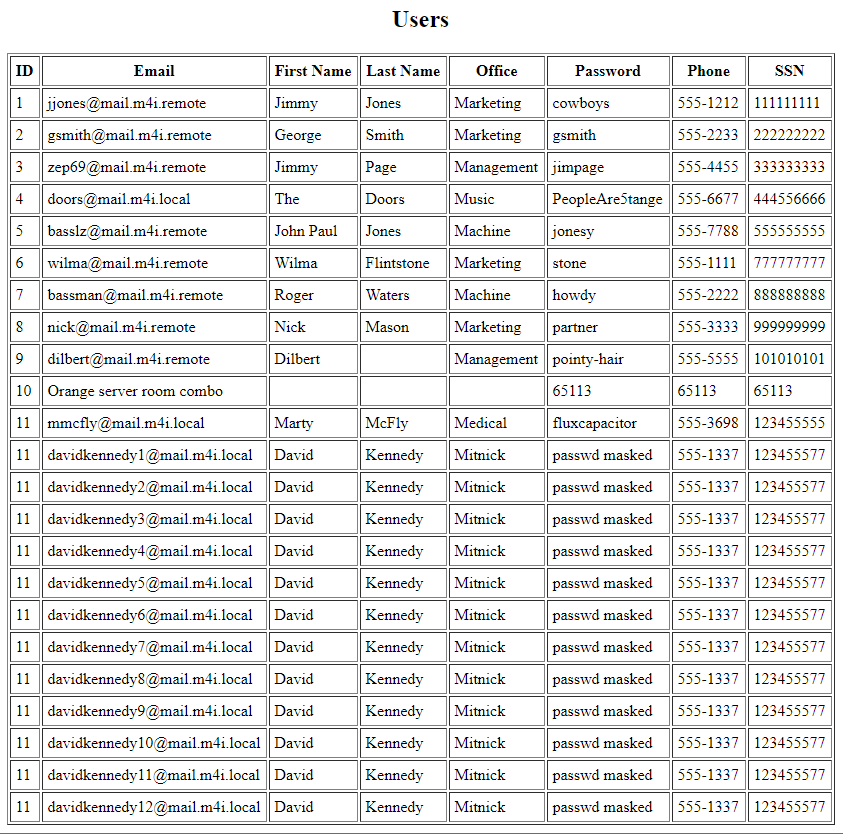 Users
ID Email First Name Last Name Office Password Phone SSN
1 jjones@mail.m4i.remote Jimmy Jones Marketing cowboys 555-1212 111111111
2 gsmith@mail.m4i.remote George Smith Marketing gsmith 555-2233 222222222
3 zep69@mail.m4i.remote Jimmy Page Management jimpage 555-4455 333333333
4 doors@mail.m4i.local The Doors Music PeopleAre5tange 555-6677 444556666
5 basslz@mail.m4i.remote John Paul Jones Machine jonesy 555-7788 555555555
6 wilma@mail.m4i.remote Wilma Flintstone Marketing stone 555-1111 777777777
7 bassman@mail.m4i.remote Roger Waters Machine howdy 555-2222 888888888
8 nick@mail.m4i.remote Nick Mason Marketing partner 555-3333 999999999
9 dilbert@mail.m4i.remote Dilbert Management pointy-hair 555-5555 101010101
10 Orange server room combo 65113 65113 65113
11 mmcfly@mail.m4i.local Marty McFly Medical fluxcapacitor 555-3698 123455555
11 davidkennedy1@mail.m4i.local David Kennedy Mitnick passwd masked 555-1337 123455577
11 davidkennedy2@mail.m4i.local David Kennedy Mitnick passwd masked 555-1337 123455577
11 davidkennedy3@mail.m4i.local David Kennedy Mitnick passwd masked 555-1337 123455577
11 davidkennedy4@mail.m4i.local David Kennedy Mitnick passwd masked 555-1337 123455577
11 davidkennedy5@mail.m4i.local David Kennedy Mitnick passwd masked 555-1337 123455577
11 davidkennedy6@mail.m4i.local David Kennedy Mitnick passwd masked 555-1337 123455577
11 davidkennedy7@mail.m4i.local David Kennedy Mitnick passwd masked 555-1337 123455577
11 davidkennedy8@mail.m4i.local David Kennedy Mitnick passwd masked 555-1337 123455577
11 davidkennedy9@mail.m4i.local David Kennedy Mitnick passwd masked 555-1337 123455577
11 davidkennedy10@mail.m4i.local David Kennedy Mitnick passwd masked 555-1337 123455577
11 davidkennedy11@mail.m4i.local David Kennedy Mitnick passwd masked 555-1337 123455577
11 davidkennedy12@mail.m4i.local David Kennedy Mitnick passwd masked 555-1337 123455577